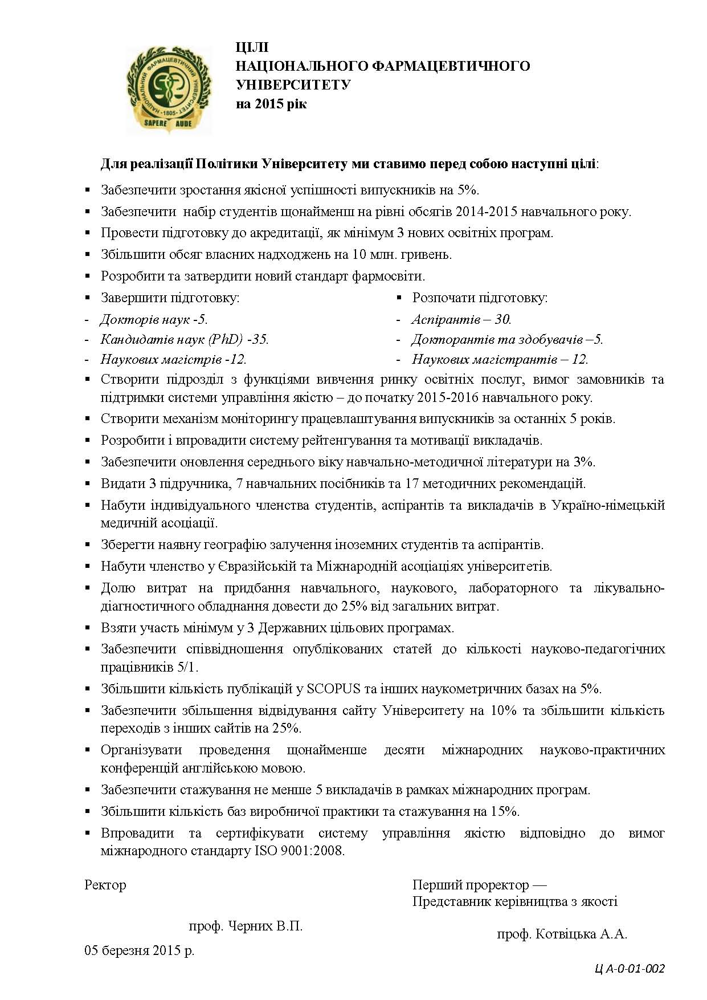 ЦІЛІ
НАЦІОНАЛЬНОГО ФАРМАЦЕВТИЧНОГО
УНІВЕРСИТЕТУ
на 2015 рік
НАЦІОНАЛЬНИЙ ФАРМАЦЕВТИЧНИЙ УНІВЕРСИТЕТ
·1805·
SAPERE AUDE
Для реалізації Політики Університету ми ставимо перед собою наступні цілі:
▪ Забезпечити зростання якісної успішності випускників на 5%.
▪ Забезпечити набір студентів щонайменш на рівні обсягів 2014-2015 навчального року.
▪ Провести підготовку до акредитації, як мінімум 3 нових освітніх програм.
▪ Збільшити обсяг власних надходжень на 10 млн. гривень.
▪ Розробити та затвердити новий стандарт фармосвіти.
▪ Завершити підготовку:
- Докторів наук -5.
- Кандидатів наук (PhD) -35.
- Наукових магістрів -12.
▪ Розпочати підготовку:
- Аспірантів – 30.
- Докторантів та здобувачів –5.
- Наукових магістрантів – 12.
▪ Створити підрозділ з функціями вивчення ринку освітніх послуг, вимог замовників та
підтримки системи управління якістю – до початку 2015-2016 навчального року.
▪ Створити механізм моніторингу працевлаштування випускників за останніх 5 років.
▪ Розробити і впровадити систему рейтенгування та мотивації викладачів.
▪ Забезпечити оновлення середнього віку навчально-методичної літератури на 3%.
▪ Видати 3 підручника, 7 навчальних посібників та 17 методичних рекомендацій.
▪ Набути індивідуального членства студентів, аспірантів та викладачів в Україно-німецькій
медичній асоціації.
▪ Зберегти наявну географію залучення іноземних студентів та аспірантів.
▪ Набути членство у Євразійській та Міжнародній асоціаціях університетів.
▪ Долю витрат на придбання навчального, наукового, лабораторного та лікувально-
діагностичного обладнання довести до 25% від загальних витрат.
▪ Взяти участь мінімум у 3 Державних цільових програмах.
▪ Забезпечити співвідношення опублікованих статей до кількості науково-педагогічних
працівників 5/1.
▪ Збільшити кількість публікацій у SCOPUS та інших наукометричних базах на 5%.
▪ Забезпечити збільшення відвідування сайту Університету на 10% та збільшити кількість
переходів з інших сайтів на 25%.
▪ Організувати проведення щонайменше десяти міжнародних науково-практичних
конференцій англійською мовою.
▪ Забезпечити стажування не менше 5 викладачів в рамках міжнародних програм.
▪ Збільшити кількість баз виробничої практики та стажування на 15%.
▪ Впровадити та сертифікувати систему управління якістю відповідно до вимог
міжнародного стандарту ISO 9001:2008.
Ректор
проф. Черних В.П.
Перший проректор —
Представник керівництва з якості
проф. Котвіцька А.А.
05 березня 2015 р.
Ц А-0-01-002